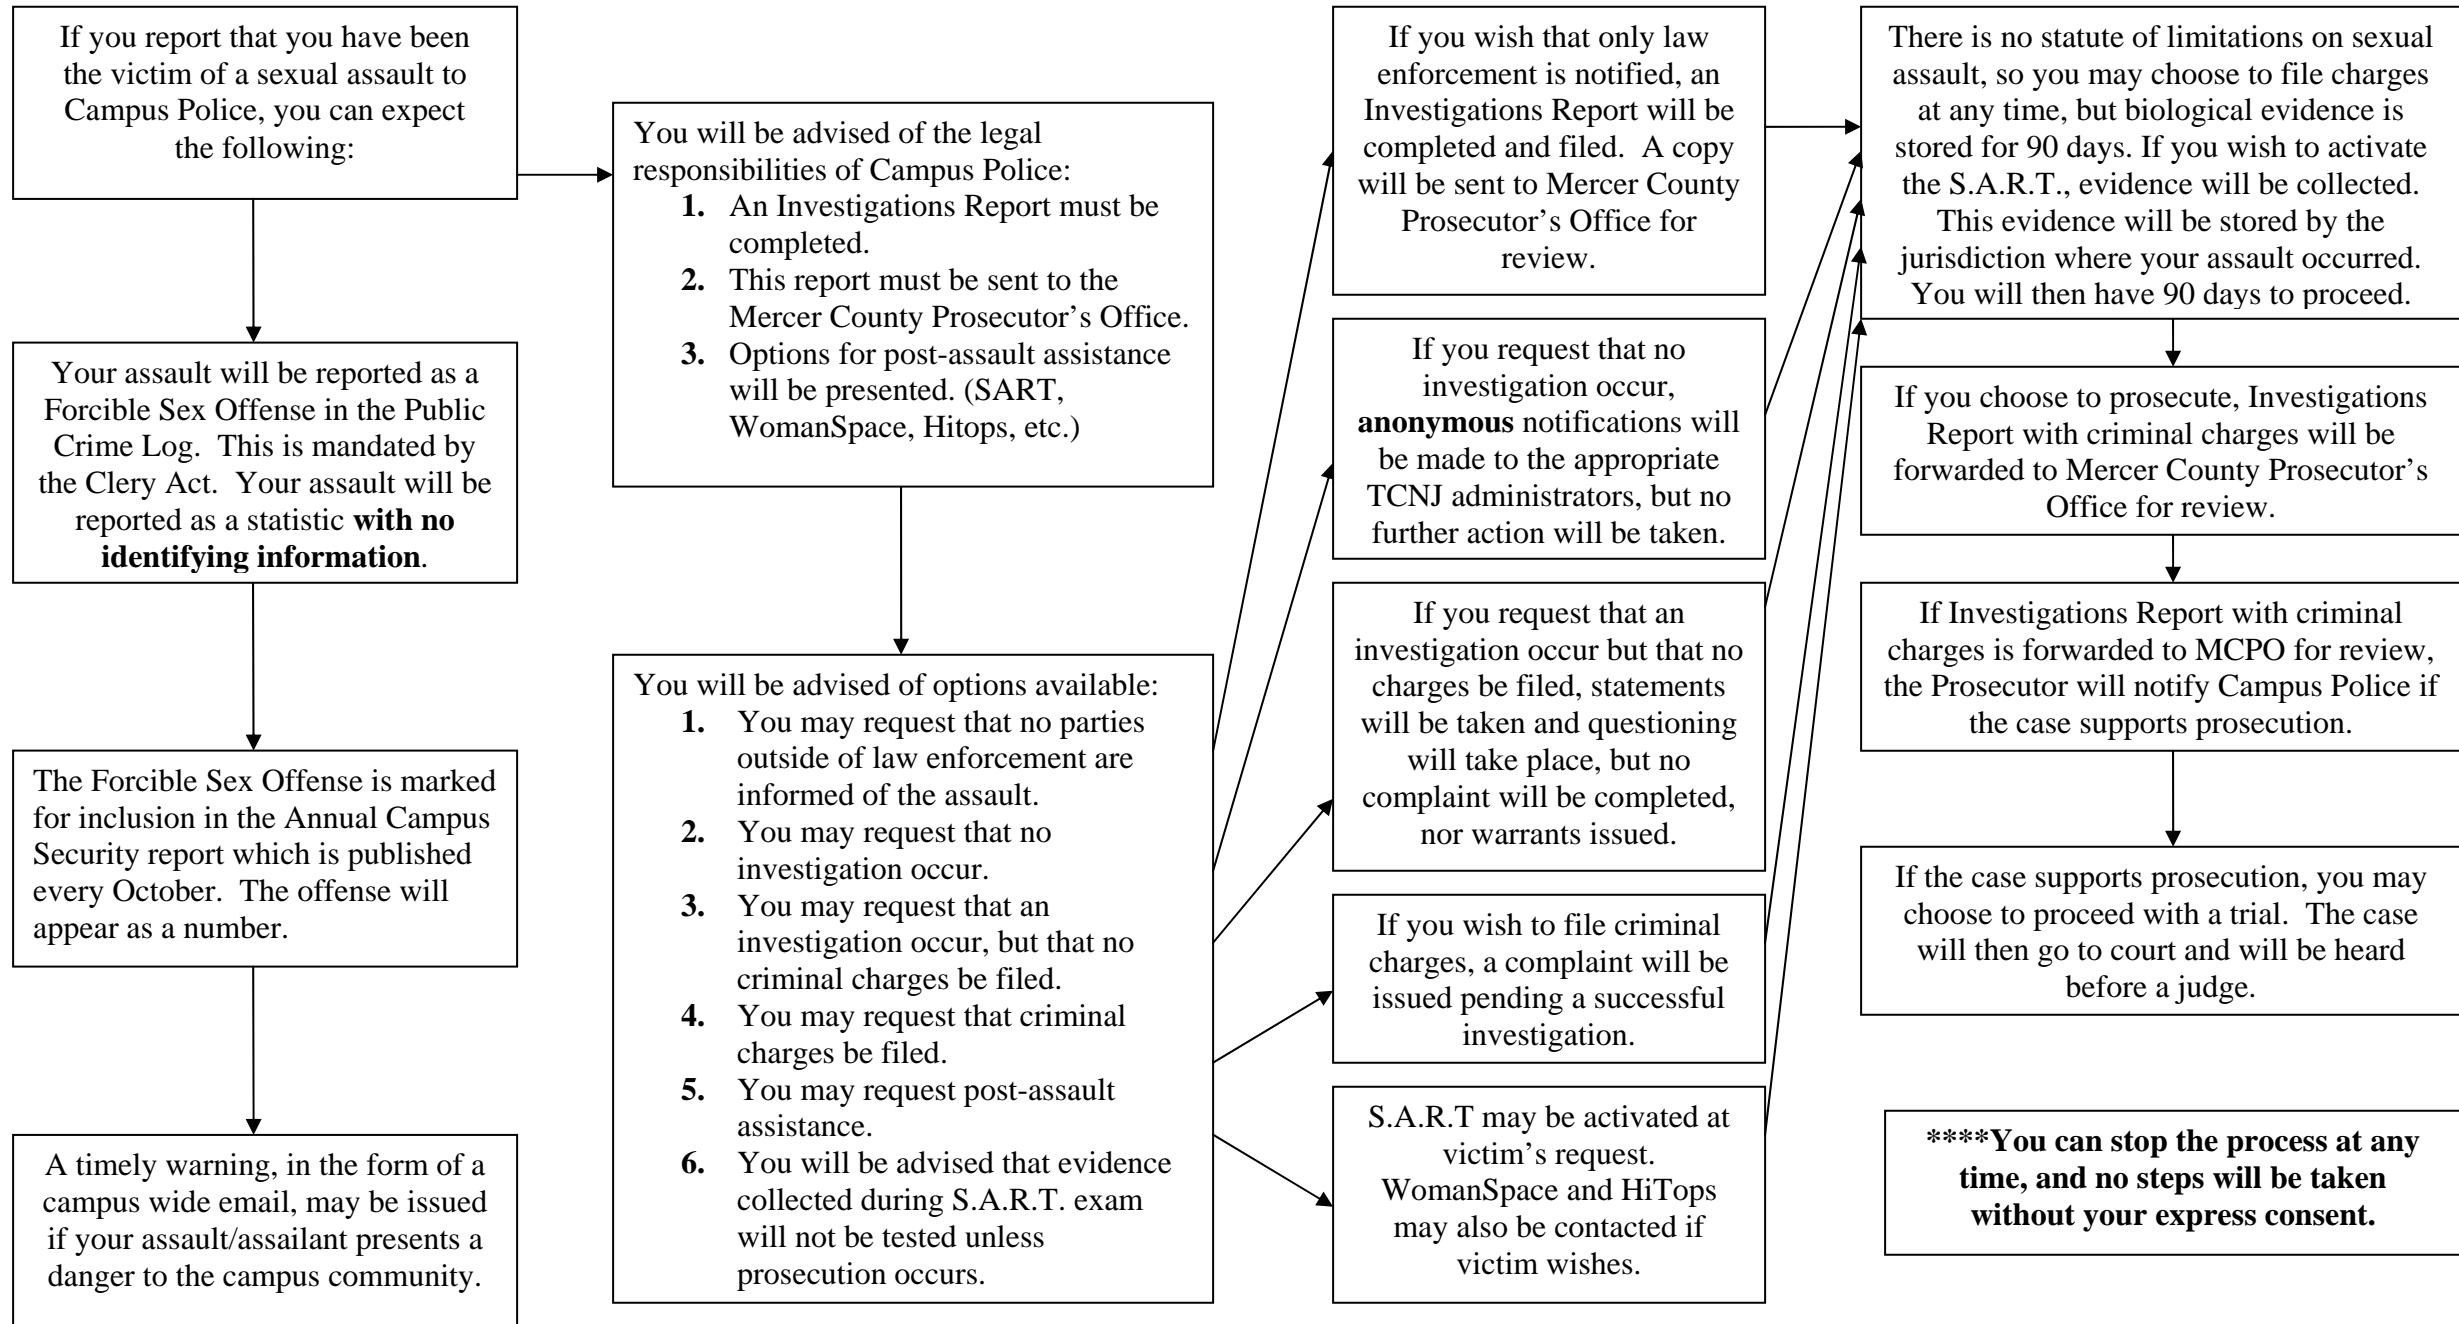 If you report that you have been
the victim of a sexual assault to
Campus Police, you can expect
the following:
Your assault will be reported as a
Forcible Sex Offense in the Public
Crime Log.  This is mandated by
the Clery Act.  Your assault will be
reported as a statistic with no
identifying information.
The Forcible Sex Offense is marked
for inclusion in the Annual Campus
Security report which is published
every October.  The offense will
appear as a number.
A timely warning, in the form of a
campus wide email, may be issued
if your assault/assailant presents a
danger to the campus community.
You will be advised of the legal
responsibilities of Campus Police:
1. An Investigations Report must be
completed.
2. This report must be sent to the
Mercer County Prosecutor’s Office.
3. Options for post-assault assistance
will be presented. (SART,
WomanSpace, Hitops, etc.)
You will be advised of options available:
1. You may request that no parties
outside of law enforcement are
informed of the assault.
2. You may request that no
investigation occur.
3. You may request that an
investigation occur, but that no
criminal charges be filed.
4. You may request that criminal
charges be filed.
5. You may request post-assault
assistance.
6. You will be advised that evidence
collected during S.A.R.T. exam
will not be tested unless
prosecution occurs.
If you wish that only law
enforcement is notified, an
Investigations Report will be
completed and filed.  A copy
will be sent to Mercer County
Prosecutor’s Office for
review.
If you request that no
investigation occur,
anonymous notifications will
be made to the appropriate
TCNJ administrators, but no
further action will be taken.
If you request that an
investigation occur but that no
charges be filed, statements
will be taken and questioning
will take place, but no
complaint will be completed,
nor warrants issued.
If you wish to file criminal
charges, a complaint will be
issued pending a successful
investigation.
S.A.R.T may be activated at
victim’s request.
WomanSpace and HiTops
may also be contacted if
victim wishes.
There is no statute of limitations on sexual
assault, so you may choose to file charges
at any time, but biological evidence is
stored for 90 days. If you wish to activate
the S.A.R.T., evidence will be collected.
This evidence will be stored by the
jurisdiction where your assault occurred.
You will then have 90 days to proceed.
If you choose to prosecute, Investigations
Report with criminal charges will be
forwarded to Mercer County Prosecutor’s
Office for review.
If Investigations Report with criminal
charges is forwarded to MCPO for review,
the Prosecutor will notify Campus Police if
the case supports prosecution.
If the case supports prosecution, you may
choose to proceed with a trial.  The case
will then go to court and will be heard
before a judge.
****You can stop the process at any
time, and no steps will be taken
without your express consent.